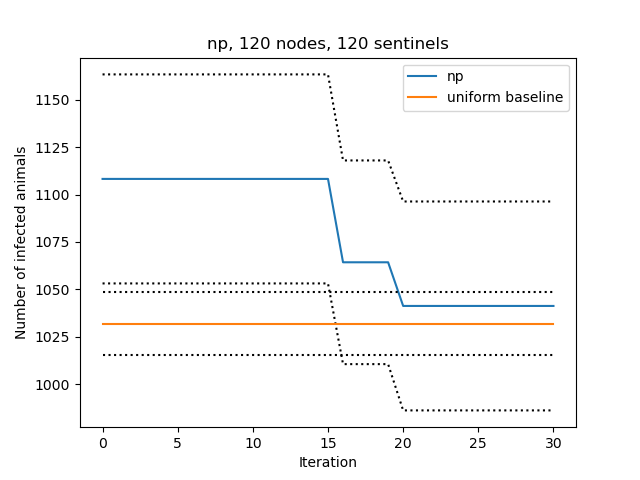 np, 120 nodes, 120 sentinels
np
uniform baseline
Number of infected animals
1150
1125
1100
1075
1050
1025
1000
0 5 10 15 20 25 30
Iteration